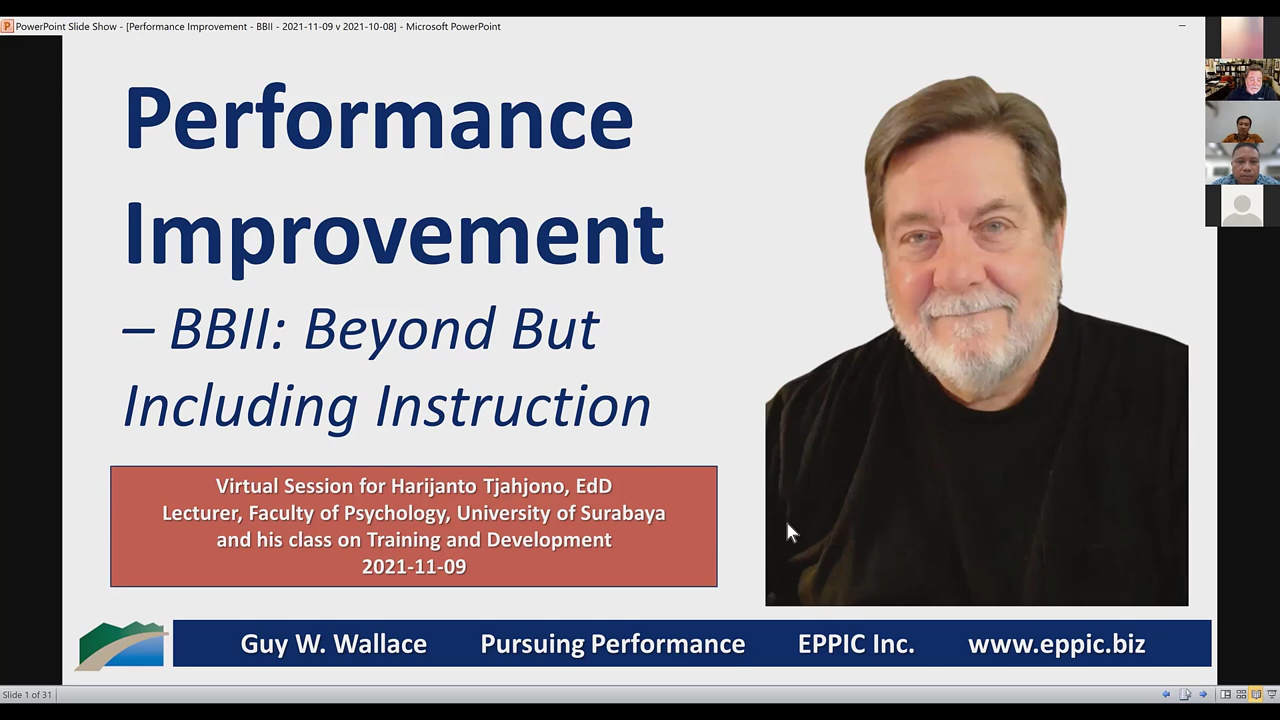 PowerPoint Slide Show - [Performance Improvement - BBII - 2021-11-09 v 2021-10-08] - Microsoft PowerPoint
Performance
Improvement
– BBII: Beyond But
Including Instruction
Virtual Session for Harijanto Tjahjono, EdD
Lecturer, Faculty of Psychology, University of Surabaya
and his class on Training and Development
2021-11-09
Guy W. Wallace Pursuing Performance EPPIC Inc. www.eppic.biz
Slide 1 of 31